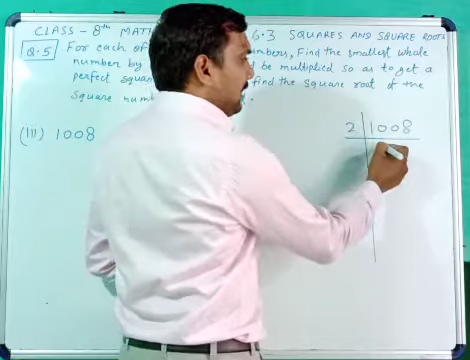 CLASS - 8th MATH 6.3 SQUARES AND SQUARE ROOTS
Q.5 For each of numbers, Find the smallest whole
number by be multiplied so as to get a
perfect squar find the square root of the
square num
(III) 1008 2 1008